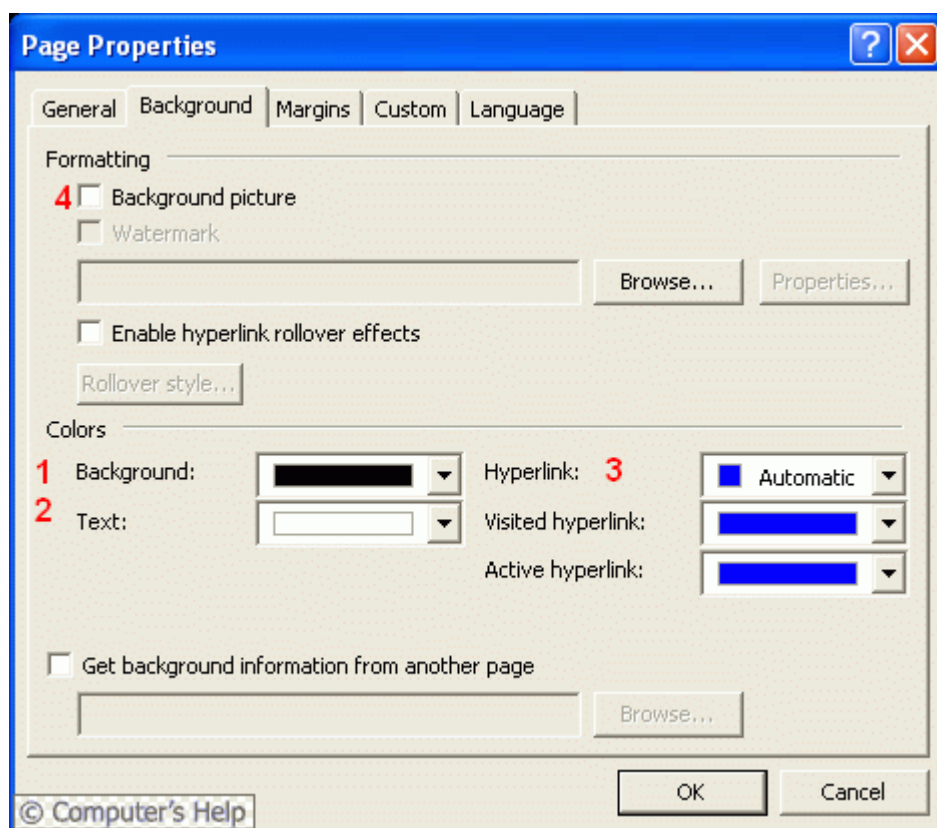 Page Properties
General Background Margins Custom Language
Formatting
4 Background picture
Watermark
Browse... Properties...
Enable hyperlink rollover effects
Rollover style...
Colors
1 Background: Hyperlink: 3 Automatic
2 Text: Visited hyperlink:
Active hyperlink:
Get background information from another page
Browse...
OK Cancel
© Computer's Help